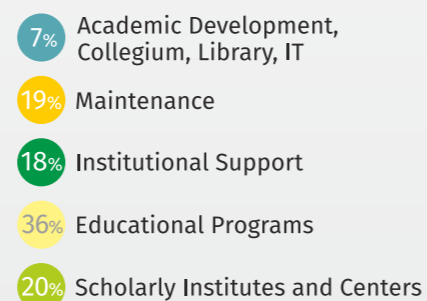 7% Academic Development,
Collegium, Library, IT
19% Maintenance
18% Institutional Support
36% Educational Programs
20% Scholarly Institutes and Centers